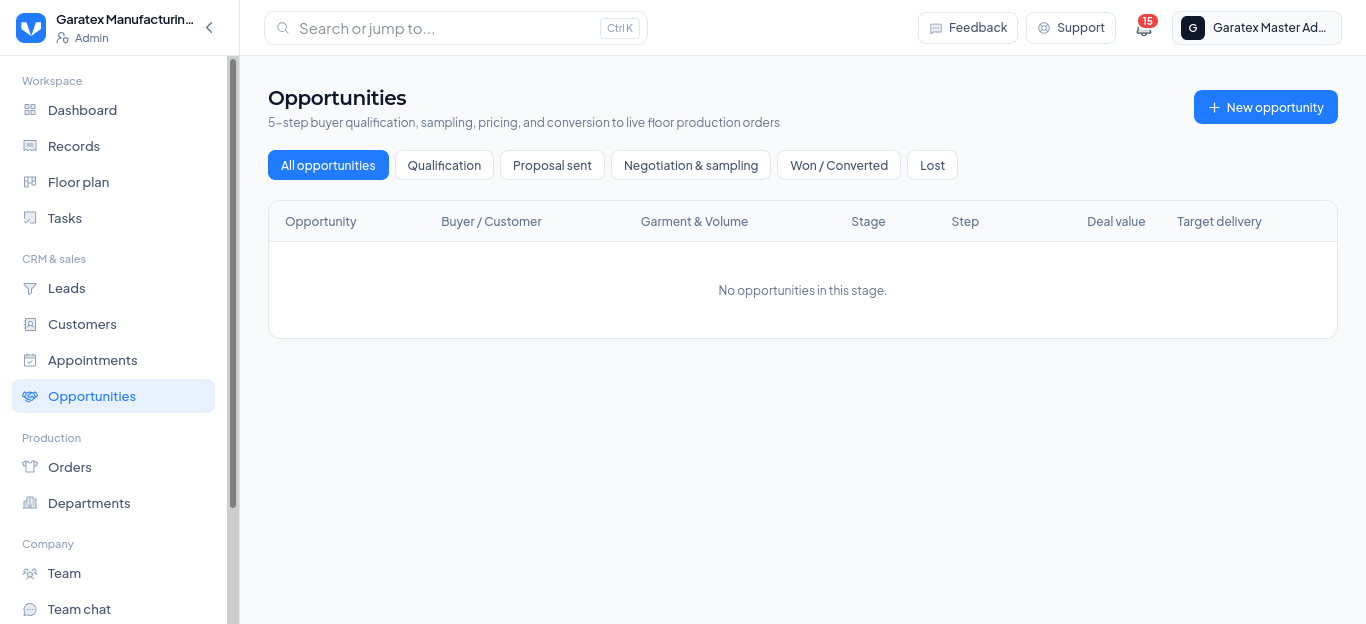 Garatex Manufacturin...
Admin
Search or jump to...
Ctrl K
Feedback
Support
15
G
Garatex Master Ad...
Workspace
Dashboard
Records
Floor plan
Tasks
CRM & sales
Leads
Customers
Appointments
Opportunities
Production
Orders
Departments
Company
Team
Team chat
Opportunities
5-step buyer qualification, sampling, pricing, and conversion to live floor production orders
+ New opportunity
All opportunities
Qualification
Proposal sent
Negotiation & sampling
Won / Converted
Lost
Opportunity Buyer / Customer Garment & Volume Stage Step Deal value Target delivery
No opportunities in this stage.